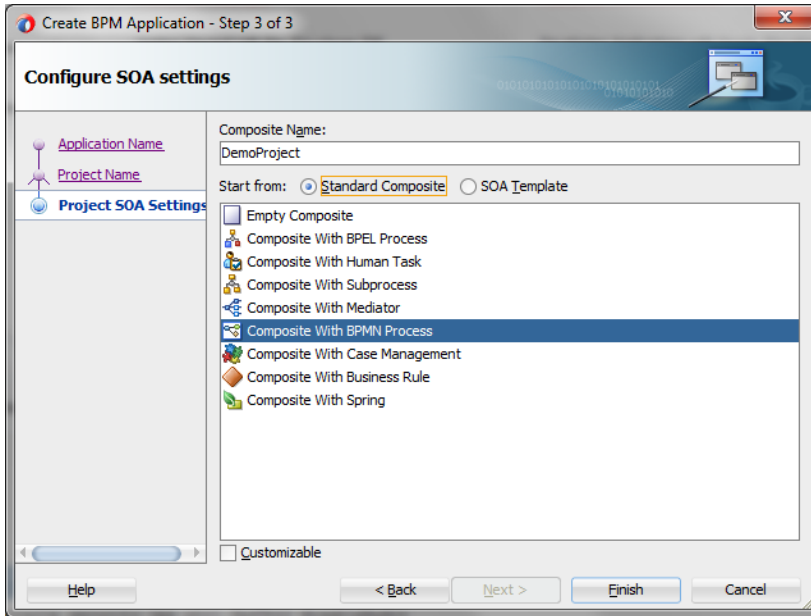 Create BPM Application - Step 3 of 3
Configure SOA settings
Application Name
Project Name
Project SOA Settings
Composite Name:
DemoProject
Start from: Standard Composite SOA Template
Empty Composite
Composite With BPEL Process
Composite With Human Task
Composite With Subprocess
Composite With Mediator
Composite With BPMN Process
Composite With Case Management
Composite With Business Rule
Composite With Spring
Customizable
Help < Back Next > Finish Cancel